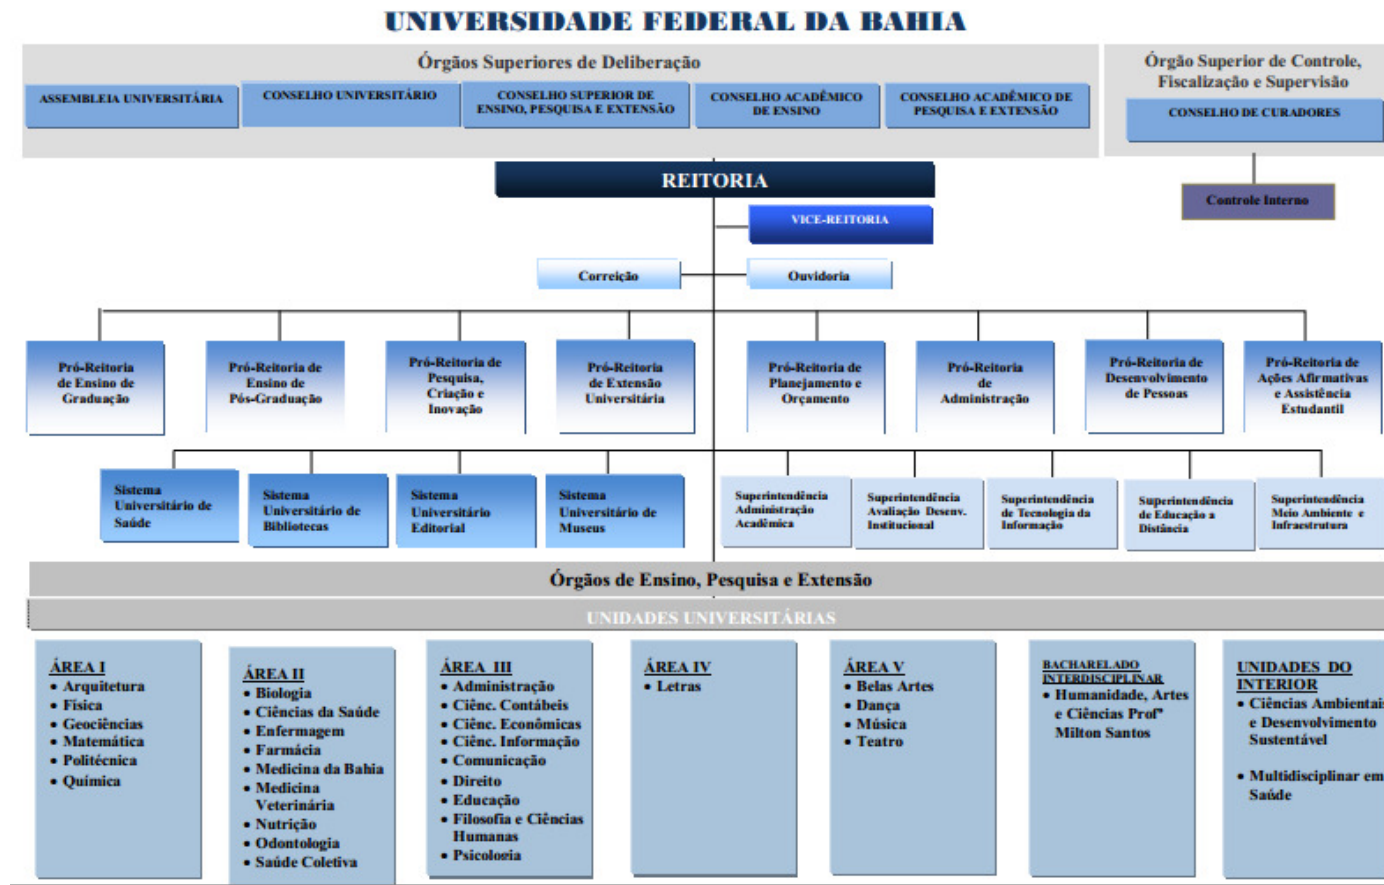 UNIVERSIDADE FEDERAL DA BAHIA
Órgãos Superiores de Deliberação
ASSEMBLEIA UNIVERSITÁRIA
CONSELHO UNIVERSITÁRIO
CONSELHO SUPERIOR DE
ENSINO, PESQUISA E EXTENSÃO
CONSELHO ACADÊMICO
DE ENSINO
CONSELHO ACADÊMICO DE
PESQUISA E EXTENSÃO
Órgão Superior de Controle,
Fiscalização e Supervisão
CONSELHO DE CURADORES
REITORIA
Controle Interno
VICE-REITORIA
Correição
Ouvidoria
Pró-Reitoria
de Ensino de
Graduação
Pró-Reitoria de
Ensino de
Pós-Graduação
Pró-Reitoria de
Pesquisa,
Criação e
Inovação
Pró-Reitoria
de Extensão
Universitária
Pró-Reitoria de
Planejamento e
Orçamento
Pró-Reitoria
de
Administração
Pró-Reitoria de
Desenvolvimento
de Pessoas
Pró-Reitoria de
Ações Afirmativas
e Assistência
Estudantil
Sistema
Universitário de
Saúde
Sistema
Universitário de
Bibliotecas
Sistema
Universitário
Editorial
Sistema
Universitário de
Museus
Superintendência
Administração
Acadêmica
Superintendência
Avaliação Desenv.
Institucional
Superintendência
de Tecnologia da
Informação
Superintendência
de Educação a
Distância
Superintendência
Meio Ambiente e
Infraestrutura
Órgãos de Ensino, Pesquisa e Extensão
UNIDADES UNIVERSITÁRIAS
ÁREA I
• Arquitetura
• Física
• Geociências
• Matemática
• Politécnica
• Química
ÁREA II
• Biologia
• Ciências da Saúde
• Enfermagem
• Farmácia
• Medicina da Bahia
• Medicina
Veterinária
• Nutrição
• Odontologia
• Saúde Coletiva
ÁREA III
• Administração
• Ciênc. Contábeis
• Ciênc. Econômicas
• Ciênc. Informação
• Comunicação
• Direito
• Educação
• Filosofia e Ciências
Humanas
• Psicologia
ÁREA IV
• Letras
ÁREA V
• Belas Artes
• Dança
• Música
• Teatro
BACHARELADO
INTERDISCIPLINAR
• Humanidade, Artes
e Ciências Profº
Milton Santos
UNIDADES DO
INTERIOR
• Ciências Ambientais
e Desenvolvimento
Sustentável
• Multidisciplinar em
Saúde